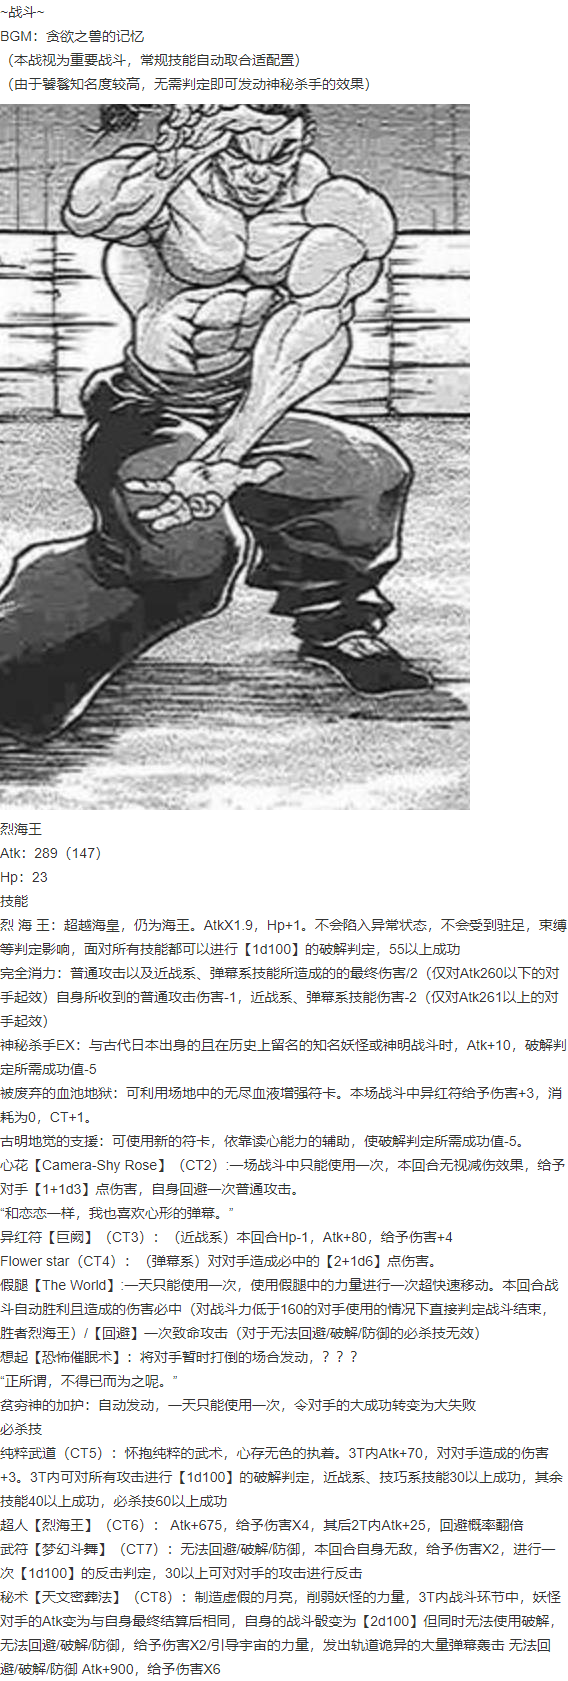 ~战斗~
BGM：贪欲之兽的记忆
（本战视为重要战斗，常规技能自动取合适配置）
（由于饕餮知名度较高，无需判定即可发动神秘杀手的效果）
烈海王
Atk：289（147）
Hp：23
技能
烈 海 王：超越海皇，仍为海王。AtkX1.9，Hp+1。不会陷入异常状态，不会受到驻足，束缚
等判定影响，面对所有技能都可以进行【1d100】的破解判定，55以上成功
完全消力：普通攻击以及近战系、弹幕系技能所造成的的最终伤害/2（仅对Atk260以下的对
手起效）自身所收到的普通攻击伤害-1，近战系、弹幕系技能伤害-2（仅对Atk261以上的对
手起效）
神秘杀手EX：与古代日本出身的且在历史上留名的知名妖怪或神明战斗时，Atk+10，破解判
定所需成功值-5
被废弃的血池地狱：可利用场地中的无尽血液增强符卡。本场战斗中异红符给予伤害+3，消
耗为0，CT+1。
古明地觉的支援：可使用新的符卡，依靠读心能力的辅助，使破解判定所需成功值-5。
心花【Camera-Shy Rose】（CT2）:一场战斗中只能使用一次，本回合无视减伤效果，给予
对手【1+1d3】点伤害，自身回避一次普通攻击。
“和恋恋一样，我也喜欢心形的弹幕。”
异红符【巨阙】（CT3）：（近战系）本回合Hp-1，Atk+80，给予伤害+4
Flower star（CT4）：（弹幕系）对对手造成必中的【2+1d6】点伤害。
假腿【The World】:一天只能使用一次，使用假腿中的力量进行一次超快速移动。本回合战
斗自动胜利且造成的伤害必中（对战斗力低于160的对手使用的情况下直接判定战斗结束，
胜者烈海王）/【回避】一次致命攻击（对于无法回避/破解/防御的必杀技无效）
想起【恐怖催眠术】：将对手暂时打倒的场合发动，？？？
“正所谓，不得已而为之呢。”
贫穷神的加护：自动发动，一天只能使用一次，令对手的大成功转变为大失败
必杀技
纯粹武道（CT5）：怀抱纯粹的武术，心存无色的执着。3T内Atk+70，对对手造成的伤害
+3。3T内可对所有攻击进行【1d100】的破解判定，近战系、技巧系技能30以上成功，其余
技能40以上成功，必杀技60以上成功
超人【烈海王】（CT6）： Atk+675，给予伤害X4，其后2T内Atk+25，回避概率翻倍
武符【梦幻斗舞】（CT7）：无法回避/破解/防御，本回合自身无敌，给予伤害X2，进行一
次【1d100】的反击判定，30以上可对对手的攻击进行反击
秘术【天文密葬法】（CT8）：制造虚假的月亮，削弱妖怪的力量，3T内战斗环节中，妖怪
对手的Atk变为与自身最终结算后相同，自身的战斗骰变为【2d100】但同时无法使用破解，
无法回避/破解/防御，给予伤害X2/引导宇宙的力量，发出轨道诡异的大量弹幕轰击 无法回
避/破解/防御 Atk+900，给予伤害X6